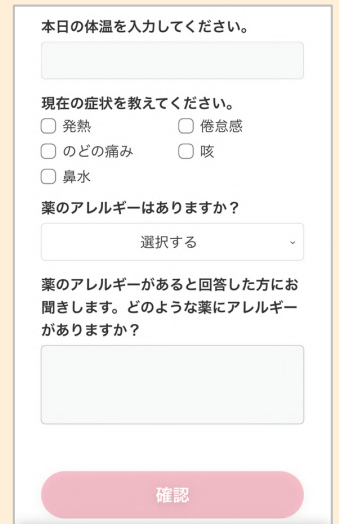 本日の体温を入力してください。
現在の症状を教えてください。
発熱 倦怠感
のどの痛み 咳
鼻水
薬のアレルギーはありますか？
選択する
薬のアレルギーがあると回答した方にお
聞きします。どのような薬にアレルギー
がありますか？
確認